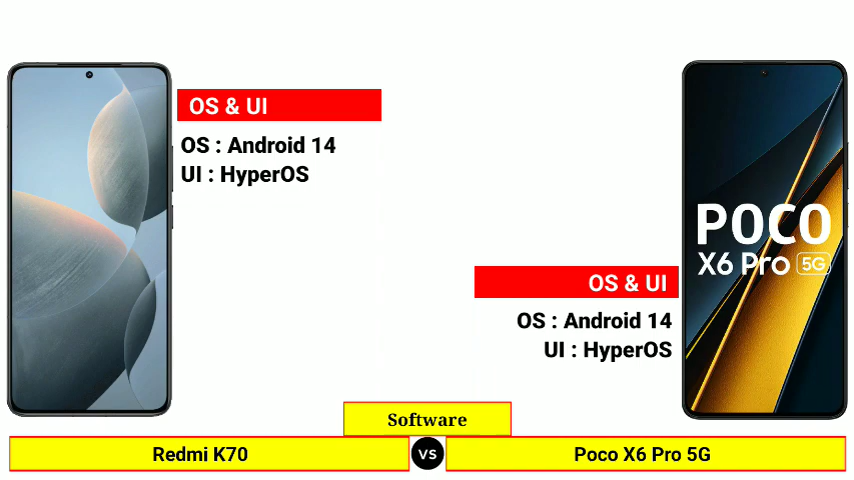 OS & UI
OS : Android 14
UI : HyperOS
POCO
X6 Pro 5G
OS & UI
OS : Android 14
UI : HyperOS
Software
Redmi K70
VS
Poco X6 Pro 5G